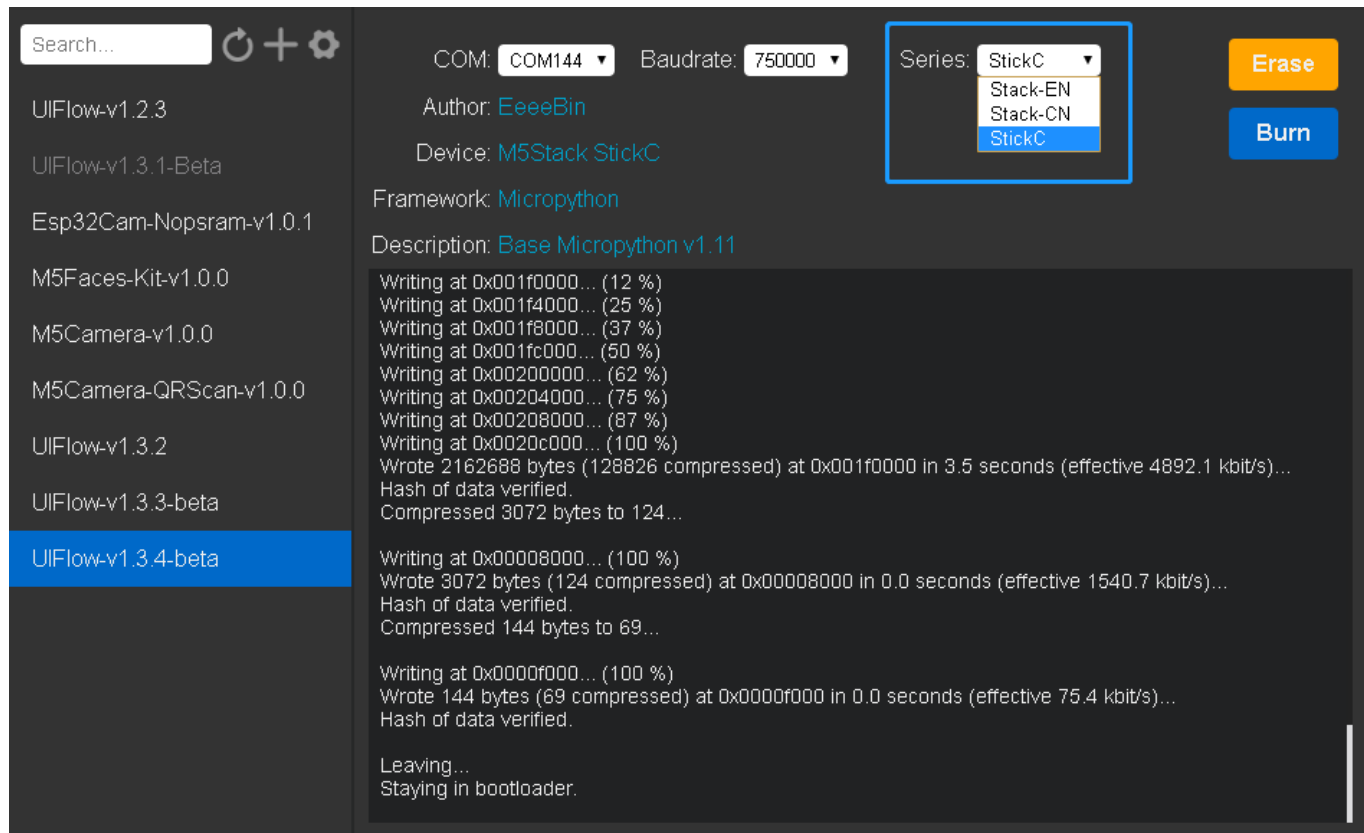 Search...
UIFlow-v1.2.3
UIFlow-v1.3.1-Beta
Esp32Cam-Nopsram-v1.0.1
M5Faces-Kit-v1.0.0
M5Camera-v1.0.0
M5Camera-QRScan-v1.0.0
UIFlow-v1.3.2
UIFlow-v1.3.3-beta
UIFlow-v1.3.4-beta
COM: COM144 Baudrate: 750000 Series: StickC
Stack-EN
Stack-CN
StickC
Erase
Burn
Author: EeeeBin
Device: M5Stack StickC
Framework: Micropython
Description: Base Micropython v1.11
Writing at 0x001f0000... (12 %)
Writing at 0x001f4000... (25 %)
Writing at 0x001f8000... (37 %)
Writing at 0x001fc000... (50 %)
Writing at 0x00200000... (62 %)
Writing at 0x00204000... (75 %)
Writing at 0x00208000... (87 %)
Writing at 0x0020c000... (100 %)
Wrote 2162688 bytes (128826 compressed) at 0x001f0000 in 3.5 seconds (effective 4892.1 kbit/s)...
Hash of data verified.
Compressed 3072 bytes to 124...
Writing at 0x00008000... (100 %)
Wrote 3072 bytes (124 compressed) at 0x00008000 in 0.0 seconds (effective 1540.7 kbit/s)...
Hash of data verified.
Compressed 144 bytes to 69...
Writing at 0x0000f000... (100 %)
Wrote 144 bytes (69 compressed) at 0x0000f000 in 0.0 seconds (effective 75.4 kbit/s)...
Hash of data verified.
Leaving...
Staying in bootloader.